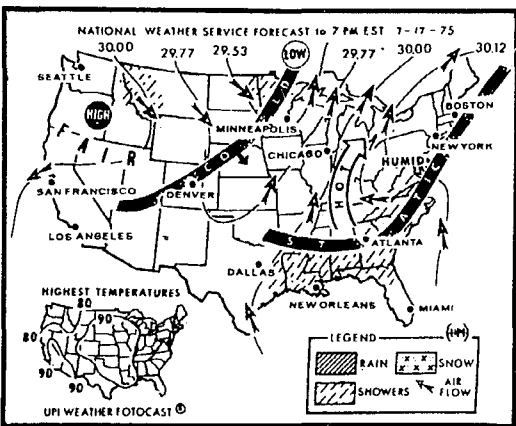 NATIONAL WEATHER SERVICE FORECAST to 7 PM EST 7-17-75
30.00 29.77 29.53 LOW 29.77 30.00 30.12
SEATTLE
HIGH
FAIR
COLD
MINNEAPOLIS
BOSTON
NEW YORK
CHICAGO
HUMID
HOT
DENVER
SAN FRANCISCO
LOS ANGELES
ATLANTA
DALLAS
NEW ORLEANS
MIAMI
HIGHEST TEMPERATURES
80
90
80
90
90
UPI WEATHER FOTOCAST ®
LEGEND
RAIN
SNOW
SHOWERS
AIR FLOW